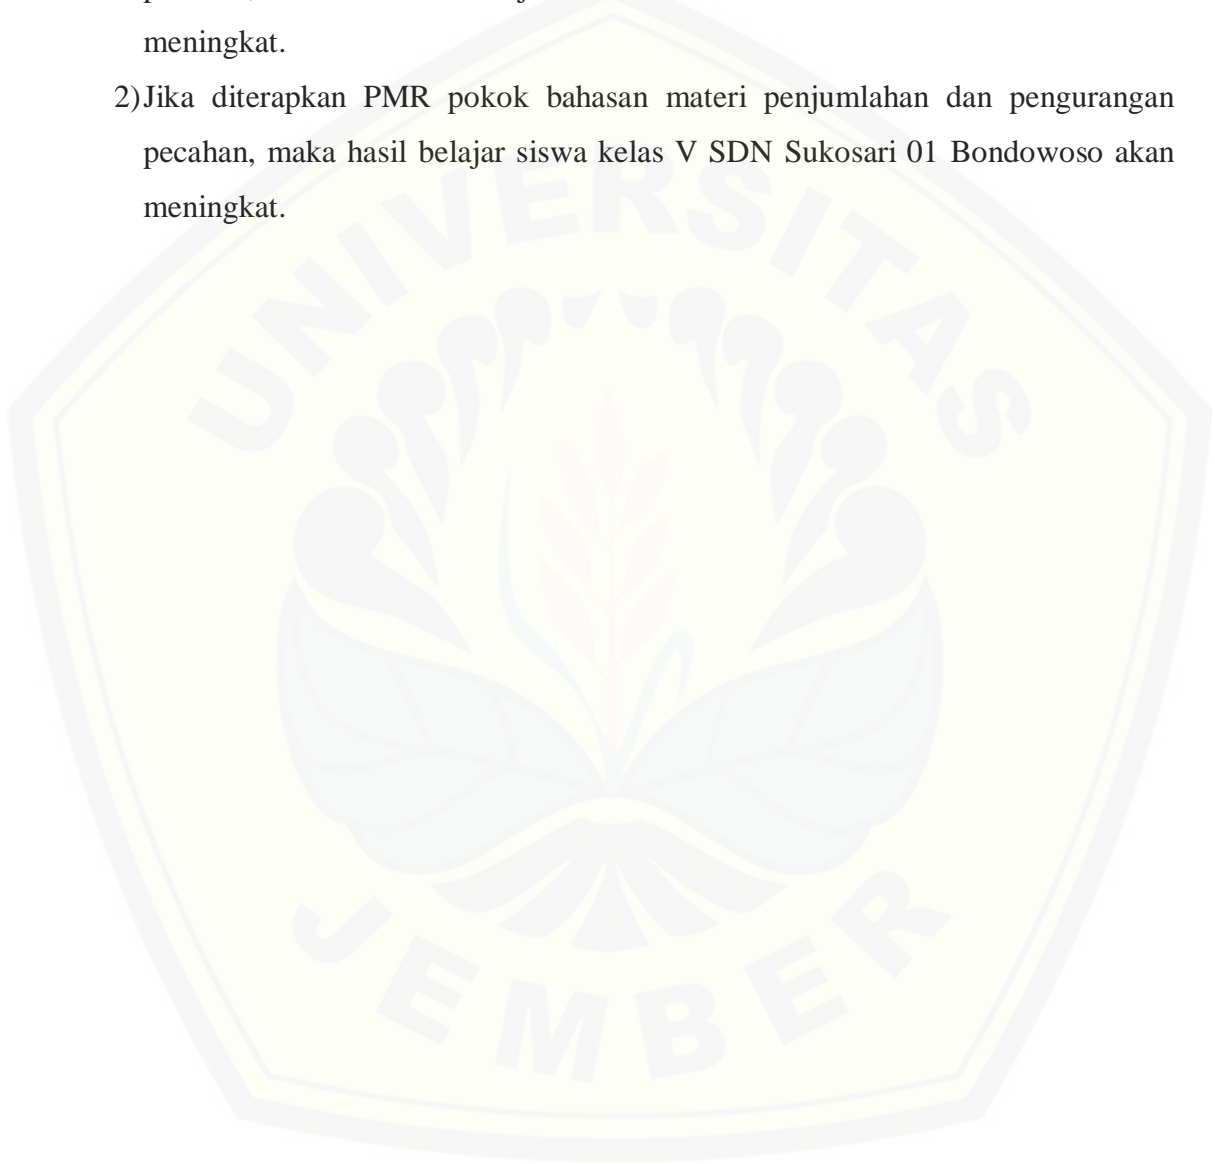 meningkat.
2)Jika diterapkan PMR pokok bahasan materi penjumlahan dan pengurangan
pecahan, maka hasil belajar siswa kelas V SDN Sukosari 01 Bondowoso akan
meningkat.
UNIVERSITAS
JEMBER